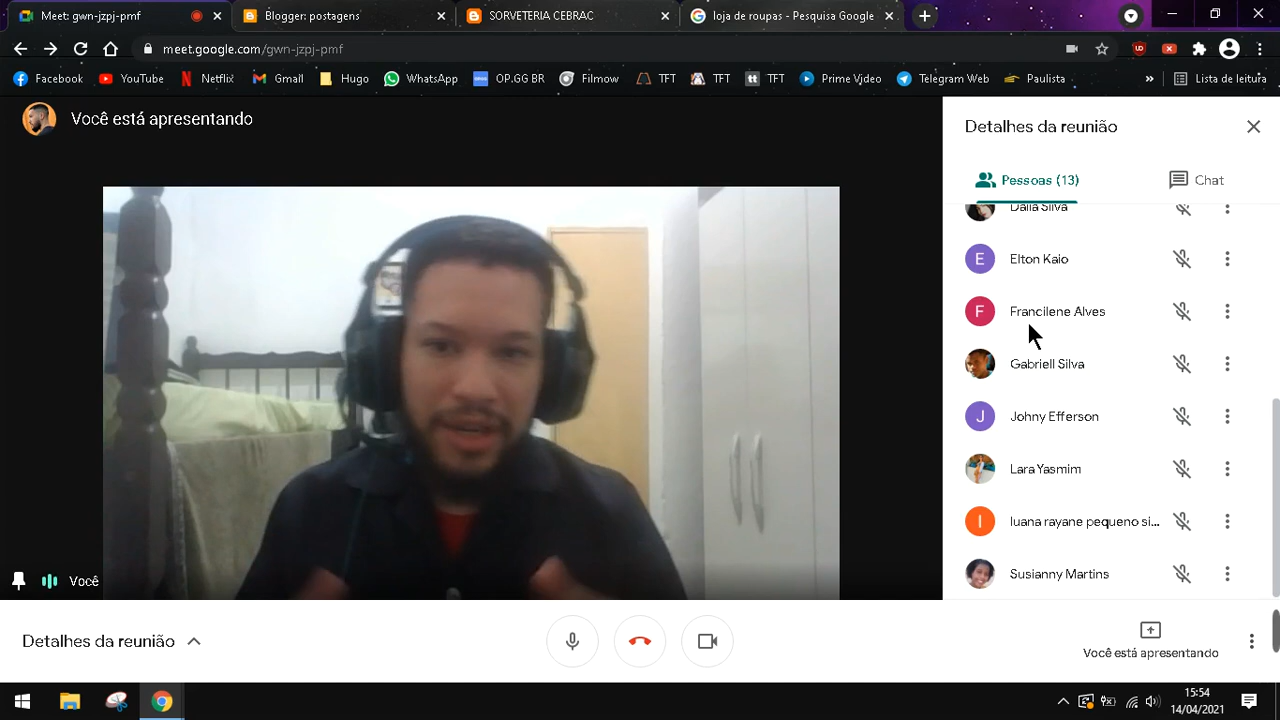 Meet: gwn-jzpj-pmf
Blogger: postagens
SORVETERIA CEBRAC
loja de roupas - Pesquisa Google
meet.google.com/gwn-jzpj-pmf
Facebook
YouTube
Netflix
Gmail
Hugo
WhatsApp
OP.GG BR
Filmow
TFT
TFT
TFT
Prime Video
Telegram Web
Paulista
»
Lista de leitura
Você está apresentando
Detalhes da reunião
Pessoas (13)
Chat
Dalila Silva
E
Elton Kaio
F
Francilene Alves
Gabriell Silva
J
Johny Efferson
Lara Yasmim
l
luana rayane pequeno si...
Susianny Martins
Você
Detalhes da reunião
Você está apresentando
15:54
14/04/2021